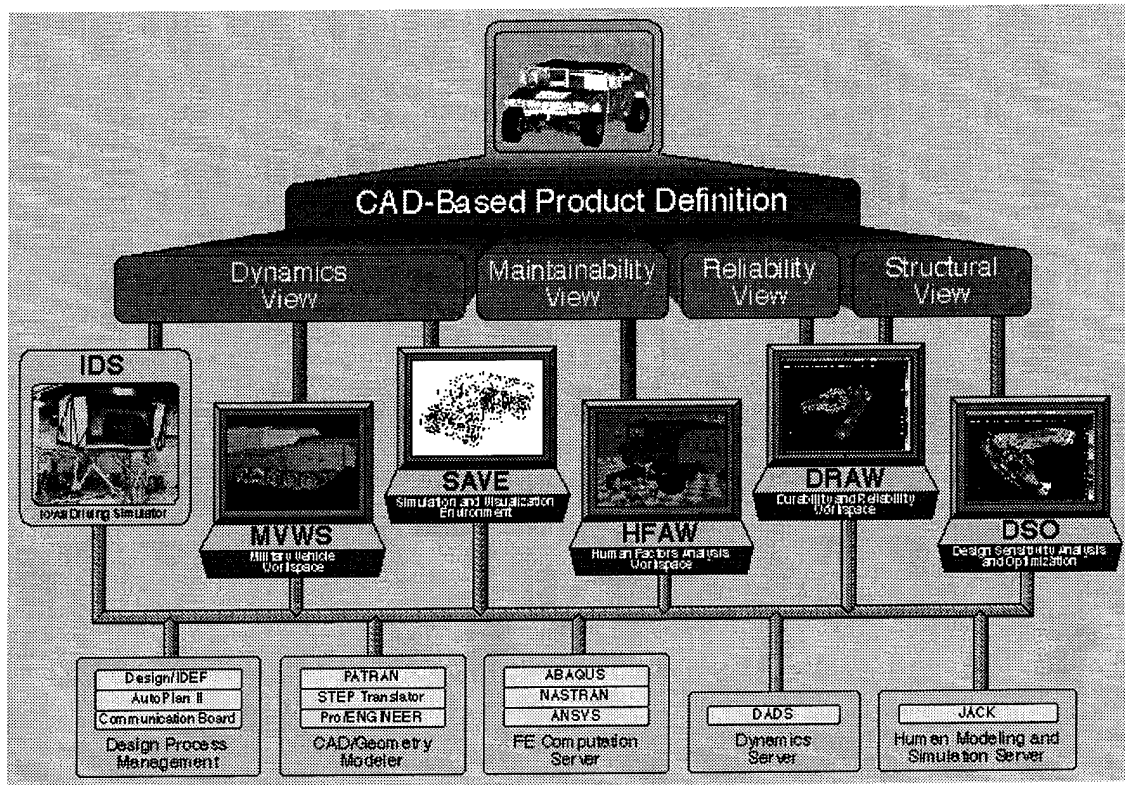 CAD-Based Product Definition
Dynamics
View
Maintainability
View
Reliability
View
Structural
View
IDS
Iowa Driving Simulator
MVWS
Military Vehicle
Workspace
SAVE
Simulation and Visualization
Environment
HFAW
Human Factors Analysis
Workspace
DRAW
Durability and Reliability
Workspace
DSO
Design Sensitivity Analysis
and Optimization
Design/IDEF
AutoPlan II
Communication Board
Design Process
Management
PATRAN
STEP Translator
Pro/ENGINEER
CAD/Geometry
Modeler
ABAQUS
NASTRAN
ANSYS
FE Computation
Server
DADS
Dynamics
Server
JACK
Human Modeling and
Simulation Server